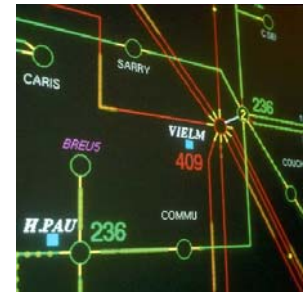 C.SEI
SARRY
CARIS
2
236
VIELM
BREUS
409
COUCH
COMMU
H.PAU
236